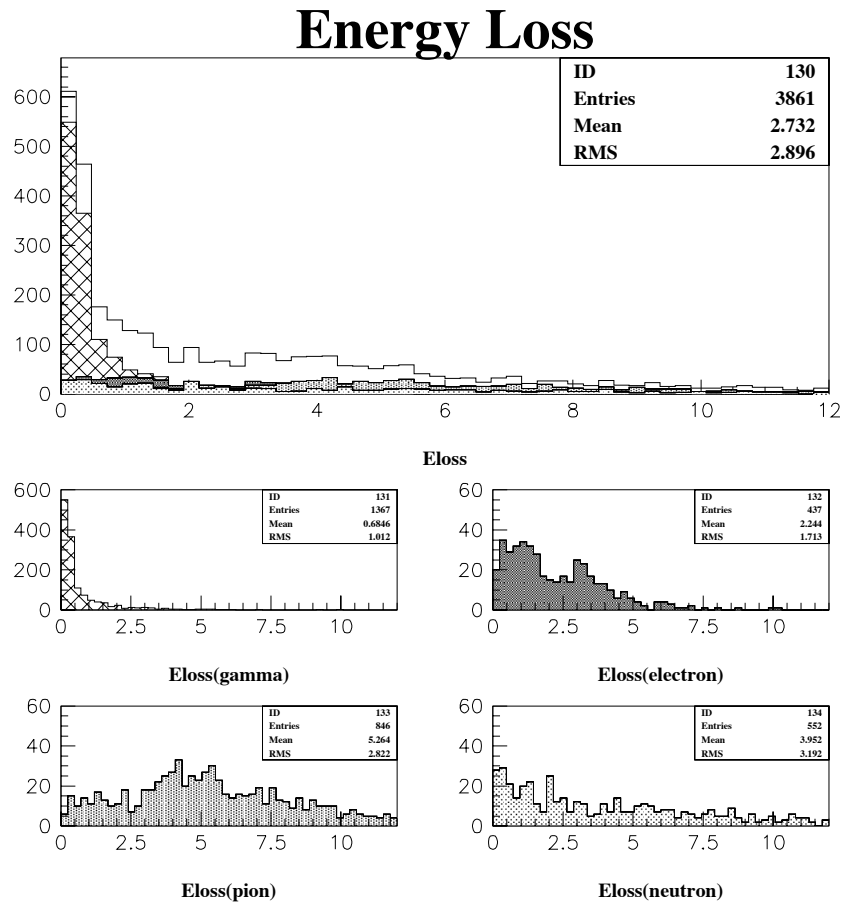 Energy Loss
ID 130
Entries 3861
Mean 2.732
RMS 2.896
600
500
400
300
200
100
0
0 2 4 6 8 10 12
Eloss
600
400
200
0
0 2.5 5 7.5 10
ID 131
Entries 1367
Mean 0.6846
RMS 1.012
Eloss(gamma)
60
40
20
0
0 2.5 5 7.5 10
ID 132
Entries 437
Mean 2.244
RMS 1.713
Eloss(electron)
60
40
20
0
0 2.5 5 7.5 10
ID 133
Entries 846
Mean 5.264
RMS 2.822
Eloss(pion)
60
40
20
0
0 2.5 5 7.5 10
ID 134
Entries 552
Mean 3.952
RMS 3.192
Eloss(neutron)